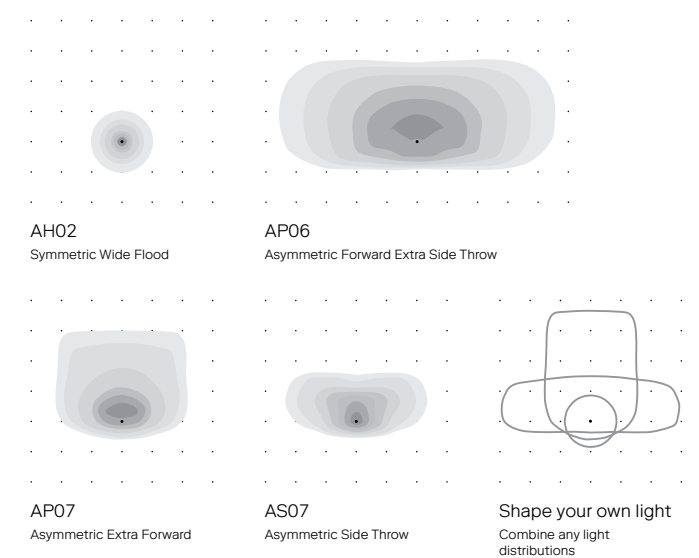 AH02
Symmetric Wide Flood
AP06
Asymmetric Forward Extra Side Throw
AP07
Asymmetric Extra Forward
AS07
Asymmetric Side Throw
Shape your own light
Combine any light
distributions